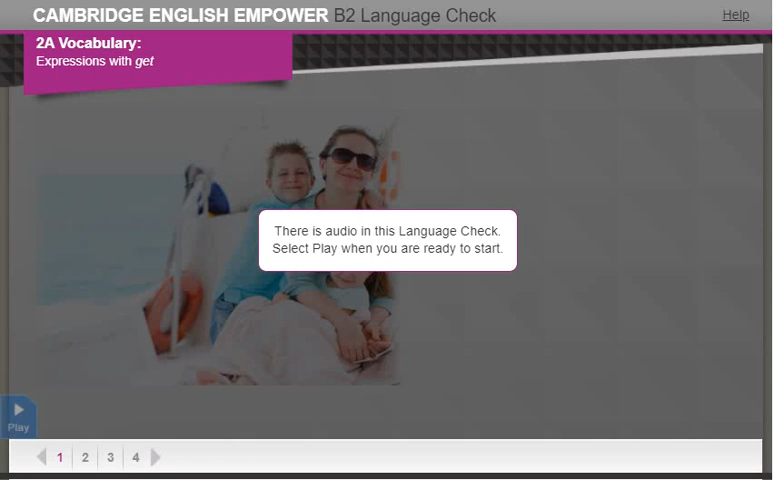 CAMBRIDGE ENGLISH EMPOWER B2 Language Check
Help
2A Vocabulary:
Expressions with get
There is audio in this Language Check.
Select Play when you are ready to start.
Play
1 2 3 4